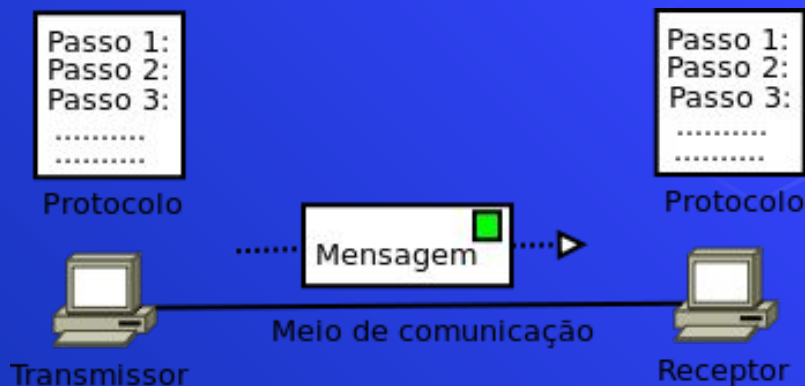 Passo 1:
Passo 2:
Passo 3:
..........
..........
Protocolo
Passo 1:
Passo 2:
Passo 3:
..........
..........
Protocolo
Mensagem
Meio de comunicação
Transmissor
Receptor